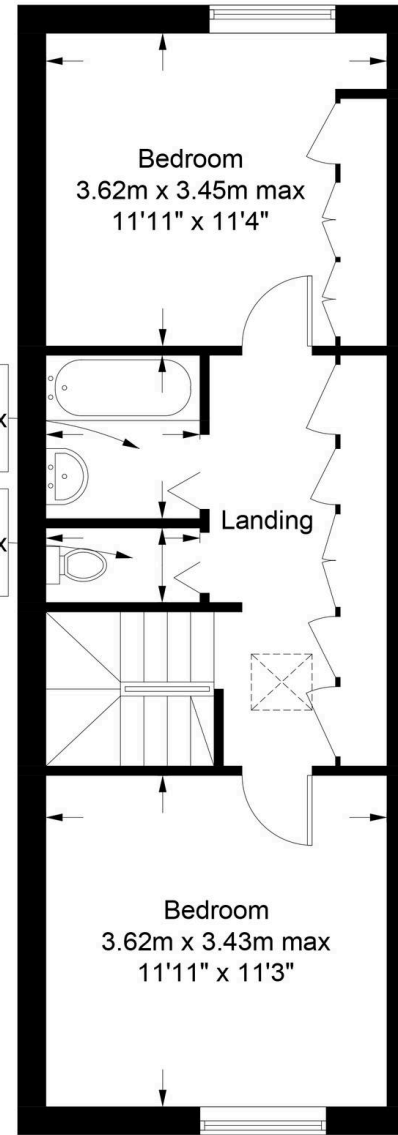 Bedroom
3.62m x 3.45m max
11'11" x 11'4"
x
x
Landing
Bedroom
3.62m x 3.43m max
11'11" x 11'3"